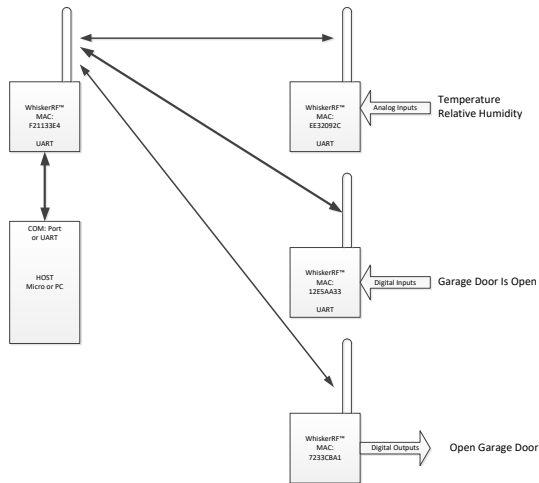 WhiskerRF™
MAC:
F21133E4
UART
COM: Port
or UART
HOST
Micro or PC
WhiskerRF™
MAC:
EE32092C
UART
Analog Inputs
Temperature
Relative Humidity
WhiskerRF™
MAC:
12E5AA33
UART
Digital Inputs
Garage Door Is Open
WhiskerRF™
MAC:
7233CBA1
Digital Outputs
Open Garage Door